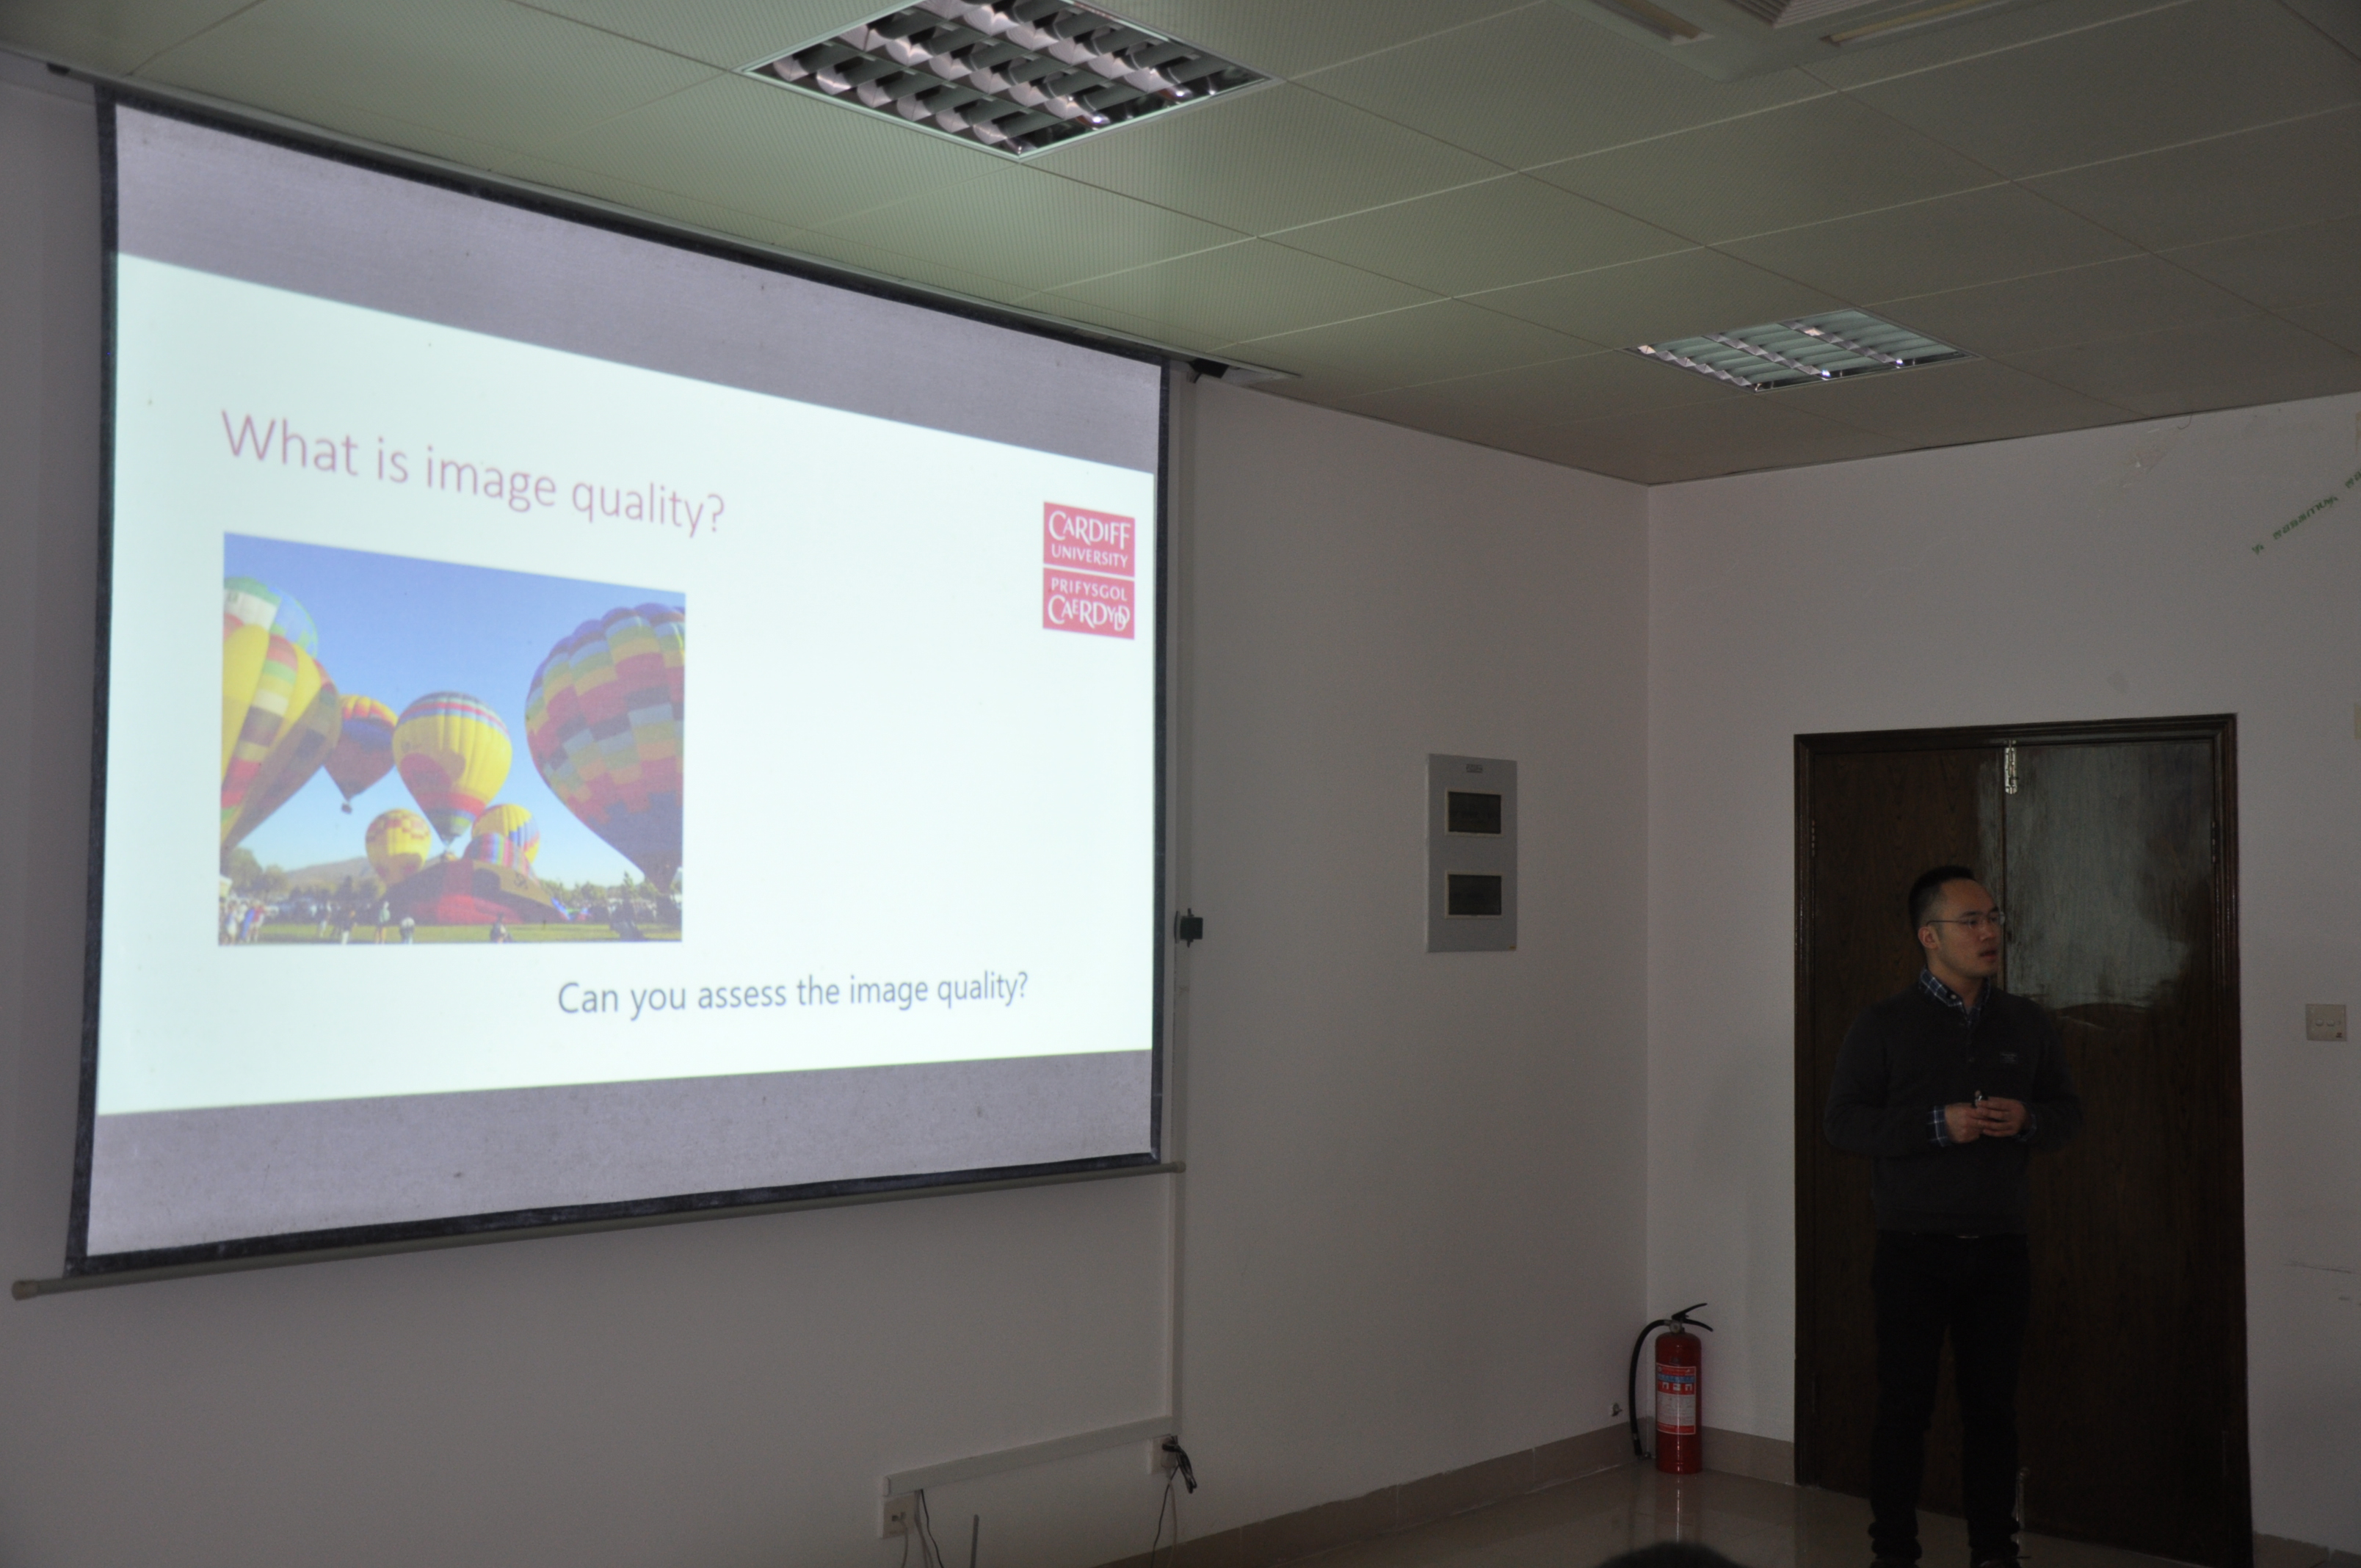 What is image quality?
CARDIFF
UNIVERSITY
PRIFYSGOL
CAERDYDD
Can you assess the image quality?